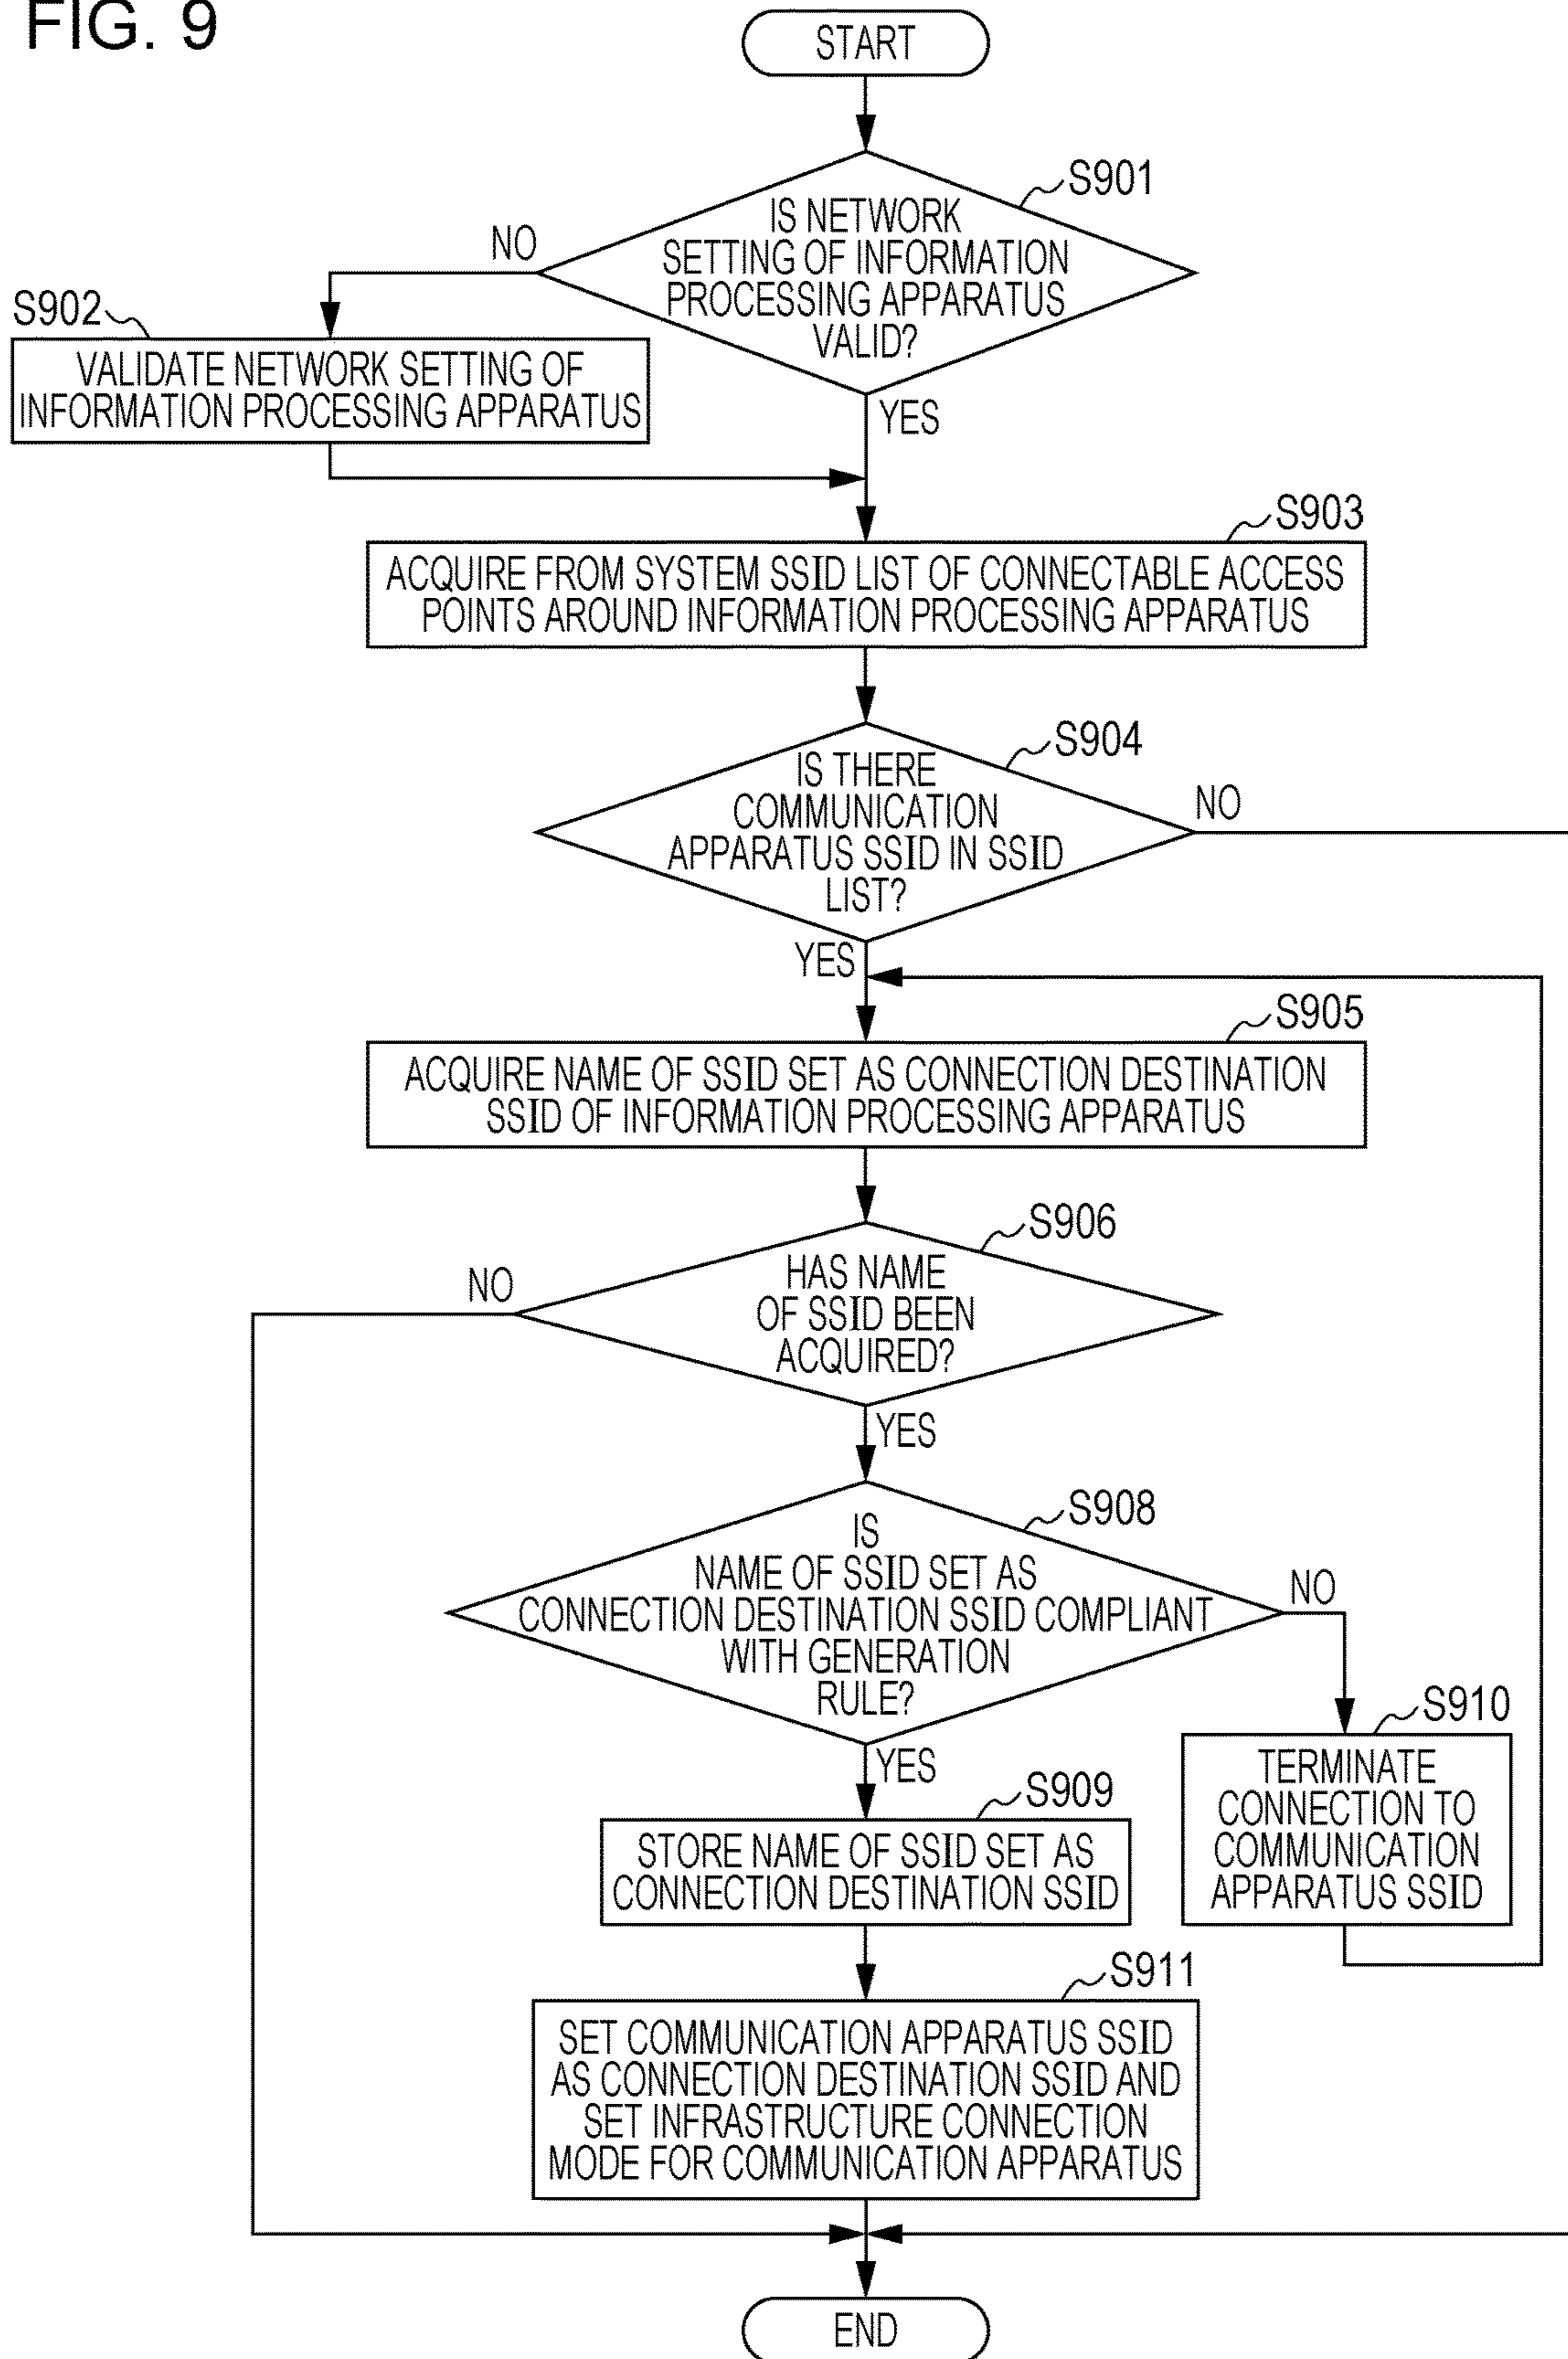 FIG. 9
START
S901
IS NETWORK
SETTING OF INFORMATION
PROCESSING APPARATUS
VALID?
NO
S902
VALIDATE NETWORK SETTING OF
INFORMATION PROCESSING APPARATUS
YES
S903
ACQUIRE FROM SYSTEM SSID LIST OF CONNECTABLE ACCESS
POINTS AROUND INFORMATION PROCESSING APPARATUS
S904
IS THERE
COMMUNICATION
APPARATUS SSID IN SSID
LIST?
NO
YES
S905
ACQUIRE NAME OF SSID SET AS CONNECTION DESTINATION
SSID OF INFORMATION PROCESSING APPARATUS
S906
HAS NAME
OF SSID BEEN
ACQUIRED?
NO
YES
S908
IS
NAME OF SSID SET AS
CONNECTION DESTINATION SSID COMPLIANT
WITH GENERATION
RULE?
NO
YES
S910
TERMINATE
CONNECTION TO
COMMUNICATION
APPARATUS SSID
S909
STORE NAME OF SSID SET AS
CONNECTION DESTINATION SSID
S911
SET COMMUNICATION APPARATUS SSID
AS CONNECTION DESTINATION SSID AND
SET INFRASTRUCTURE CONNECTION
MODE FOR COMMUNICATION APPARATUS
END